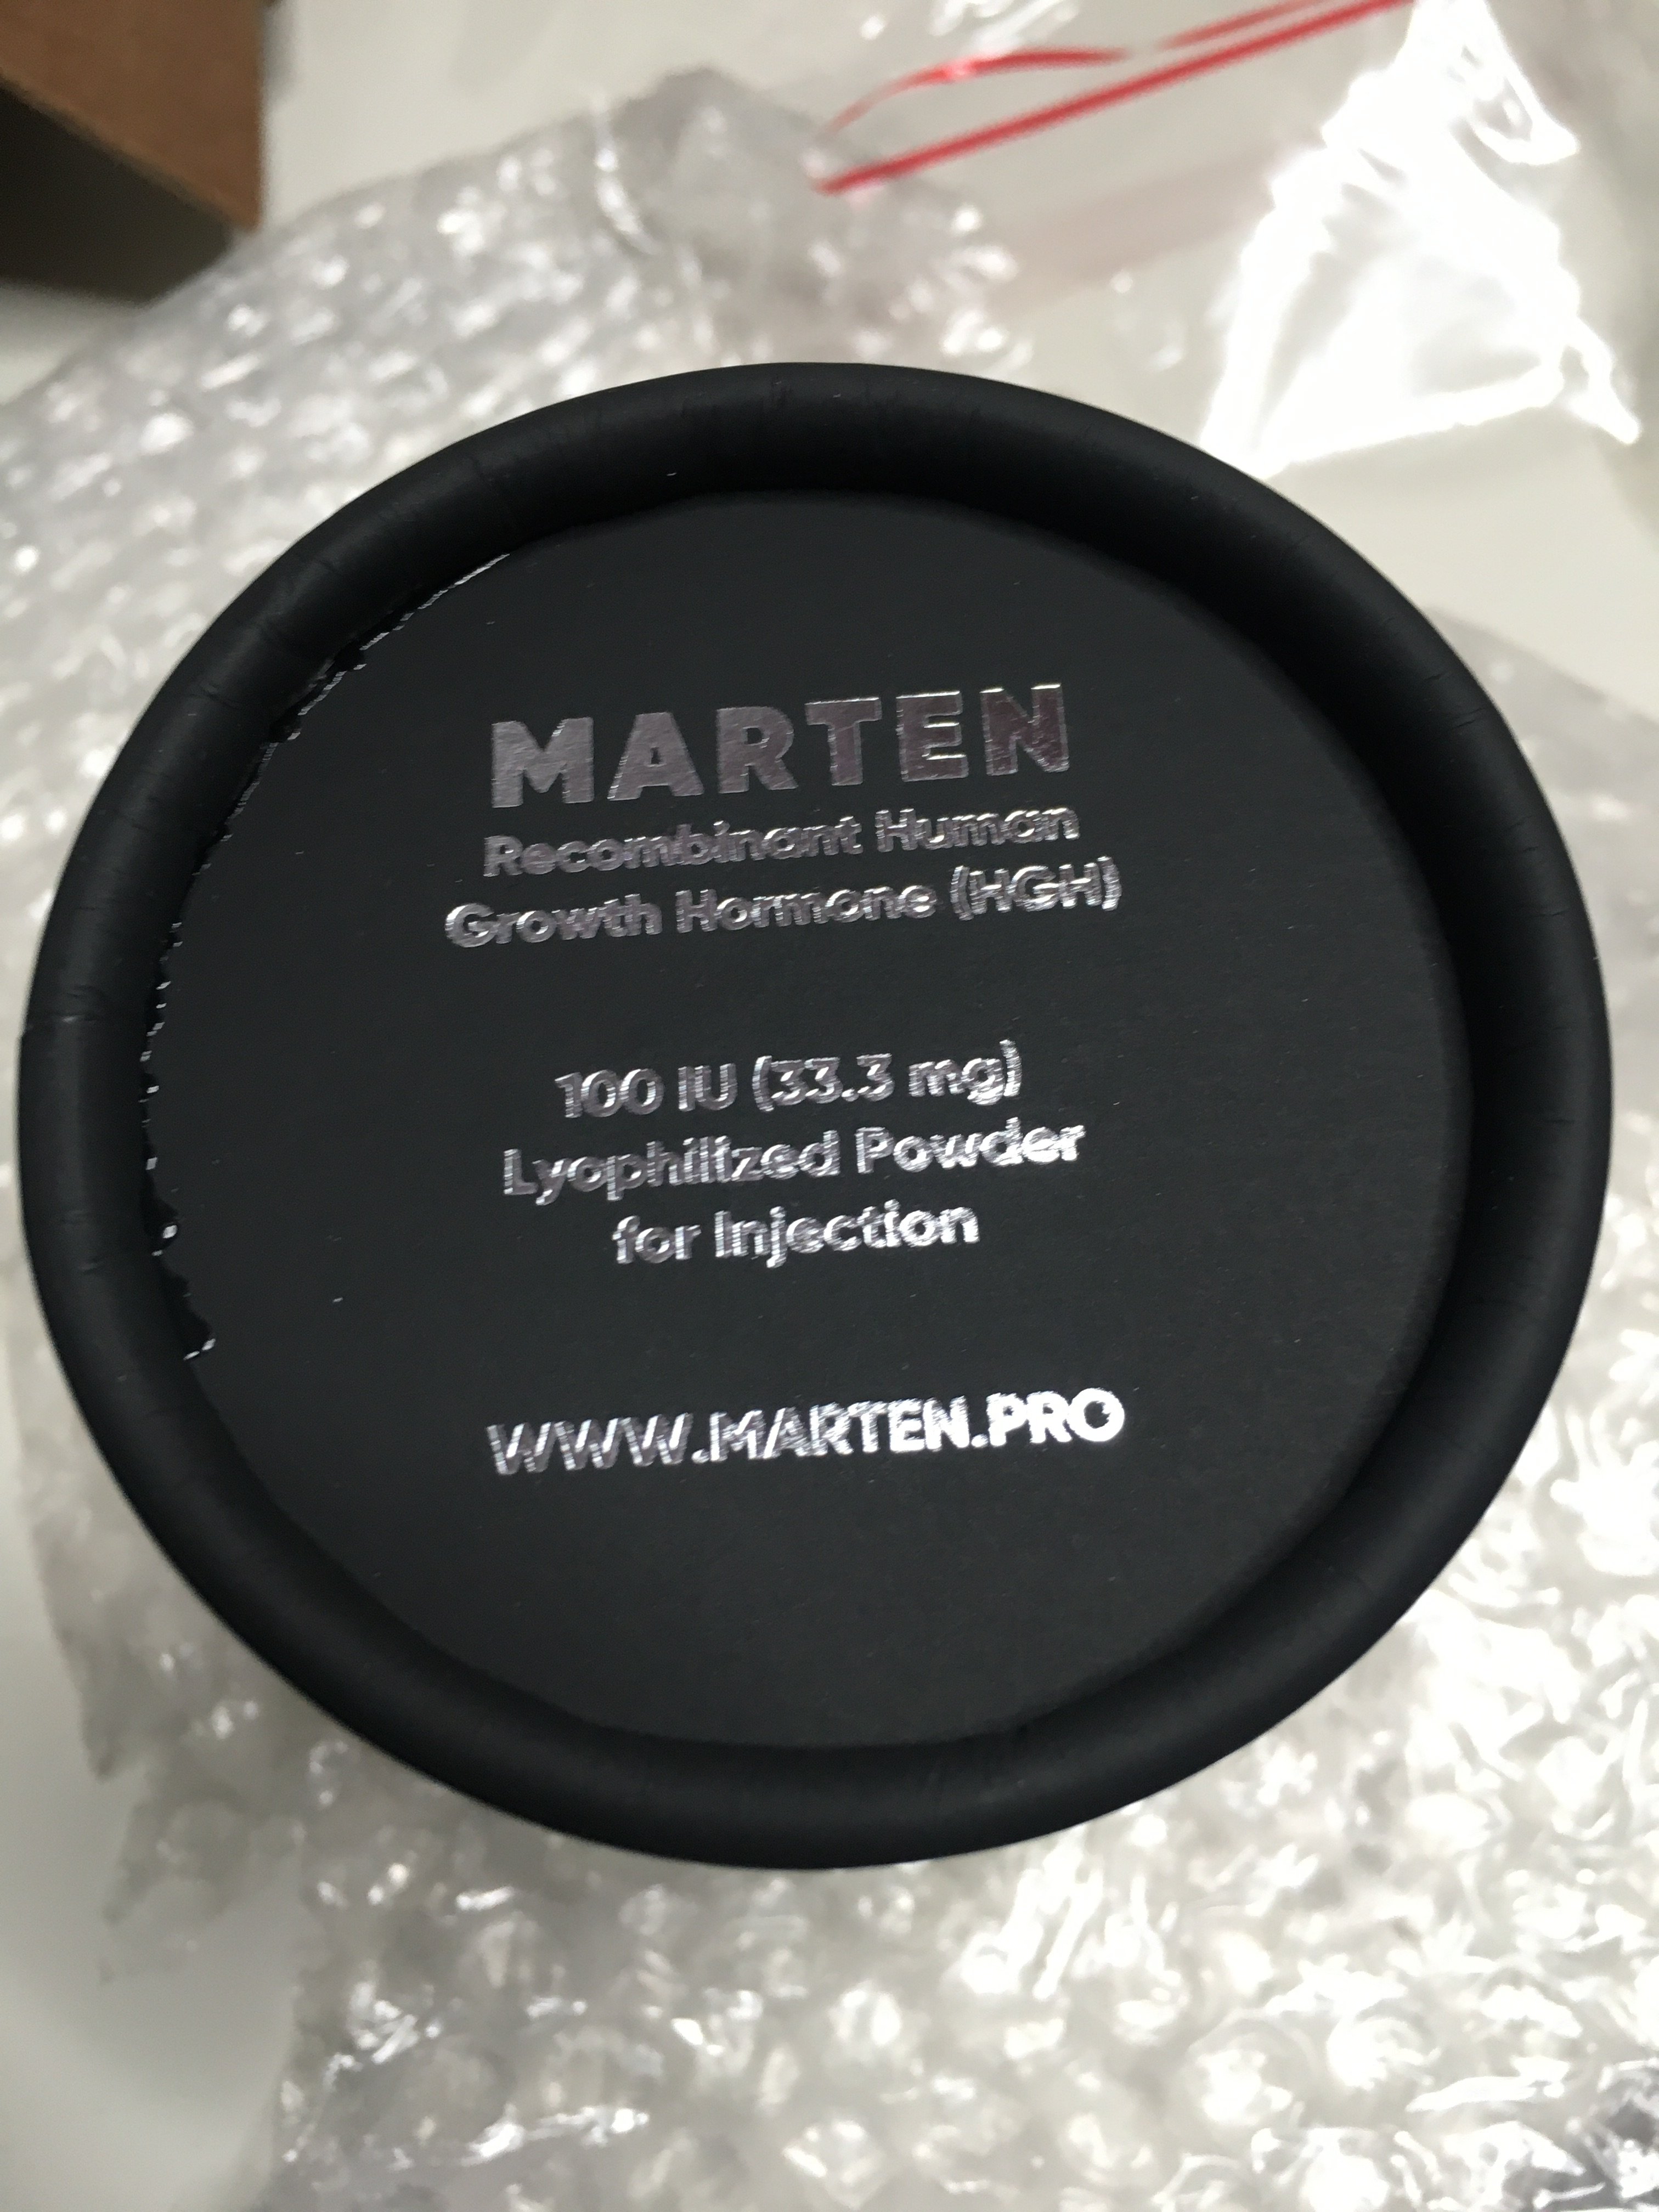 MARTEN
Recombinant Human
Growth Hormone (HGH)
100 IU (33.3 mg)
Lyophilized Powder
for Injection
WWW.MARTEN.PRO